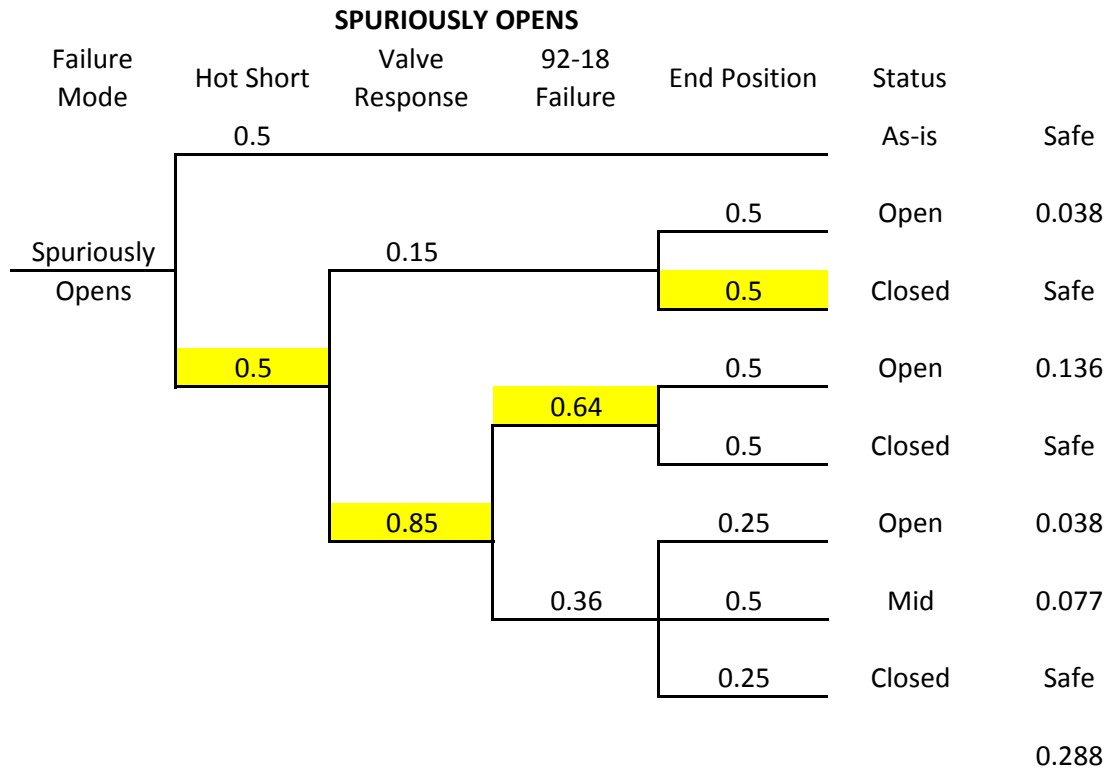 SPURIOUSLY OPENS
Failure Mode Hot Short Valve Response 92-18 Failure End Position Status
0.5 As-is Safe
0.5 Open 0.038
Spuriously Opens 0.15
0.5 Closed Safe
0.5 0.5 Open 0.136
0.64
0.5 Closed Safe
0.85 0.25 Open 0.038
0.36 0.5 Mid 0.077
0.25 Closed Safe
0.288